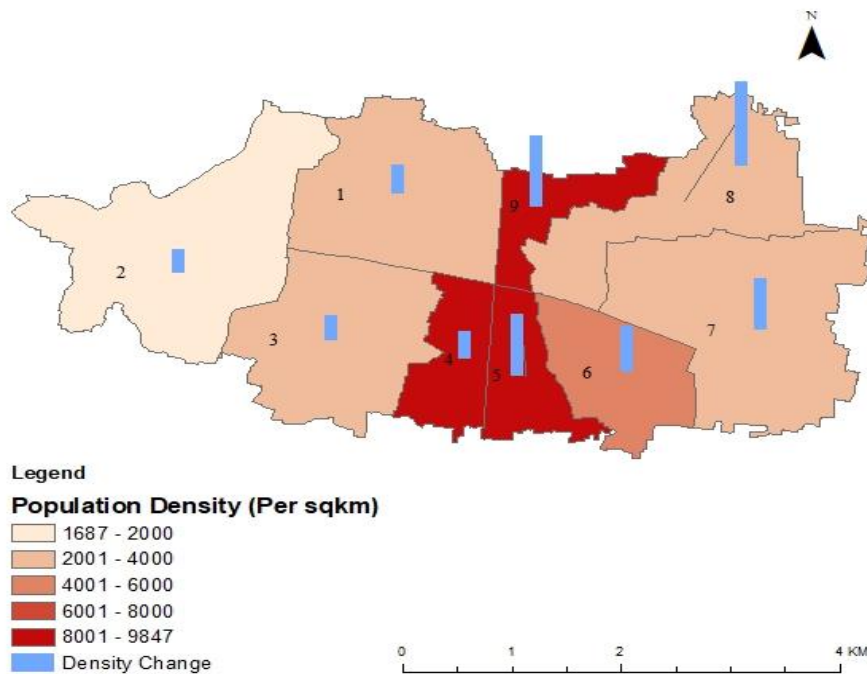 N
1
2
3
4
5
6
7
8
9
Legend
Population Density (Per sqkm)
1687 - 2000
2001 - 4000
4001 - 6000
6001 - 8000
8001 - 9847
Density Change
0 1 2 4 KM